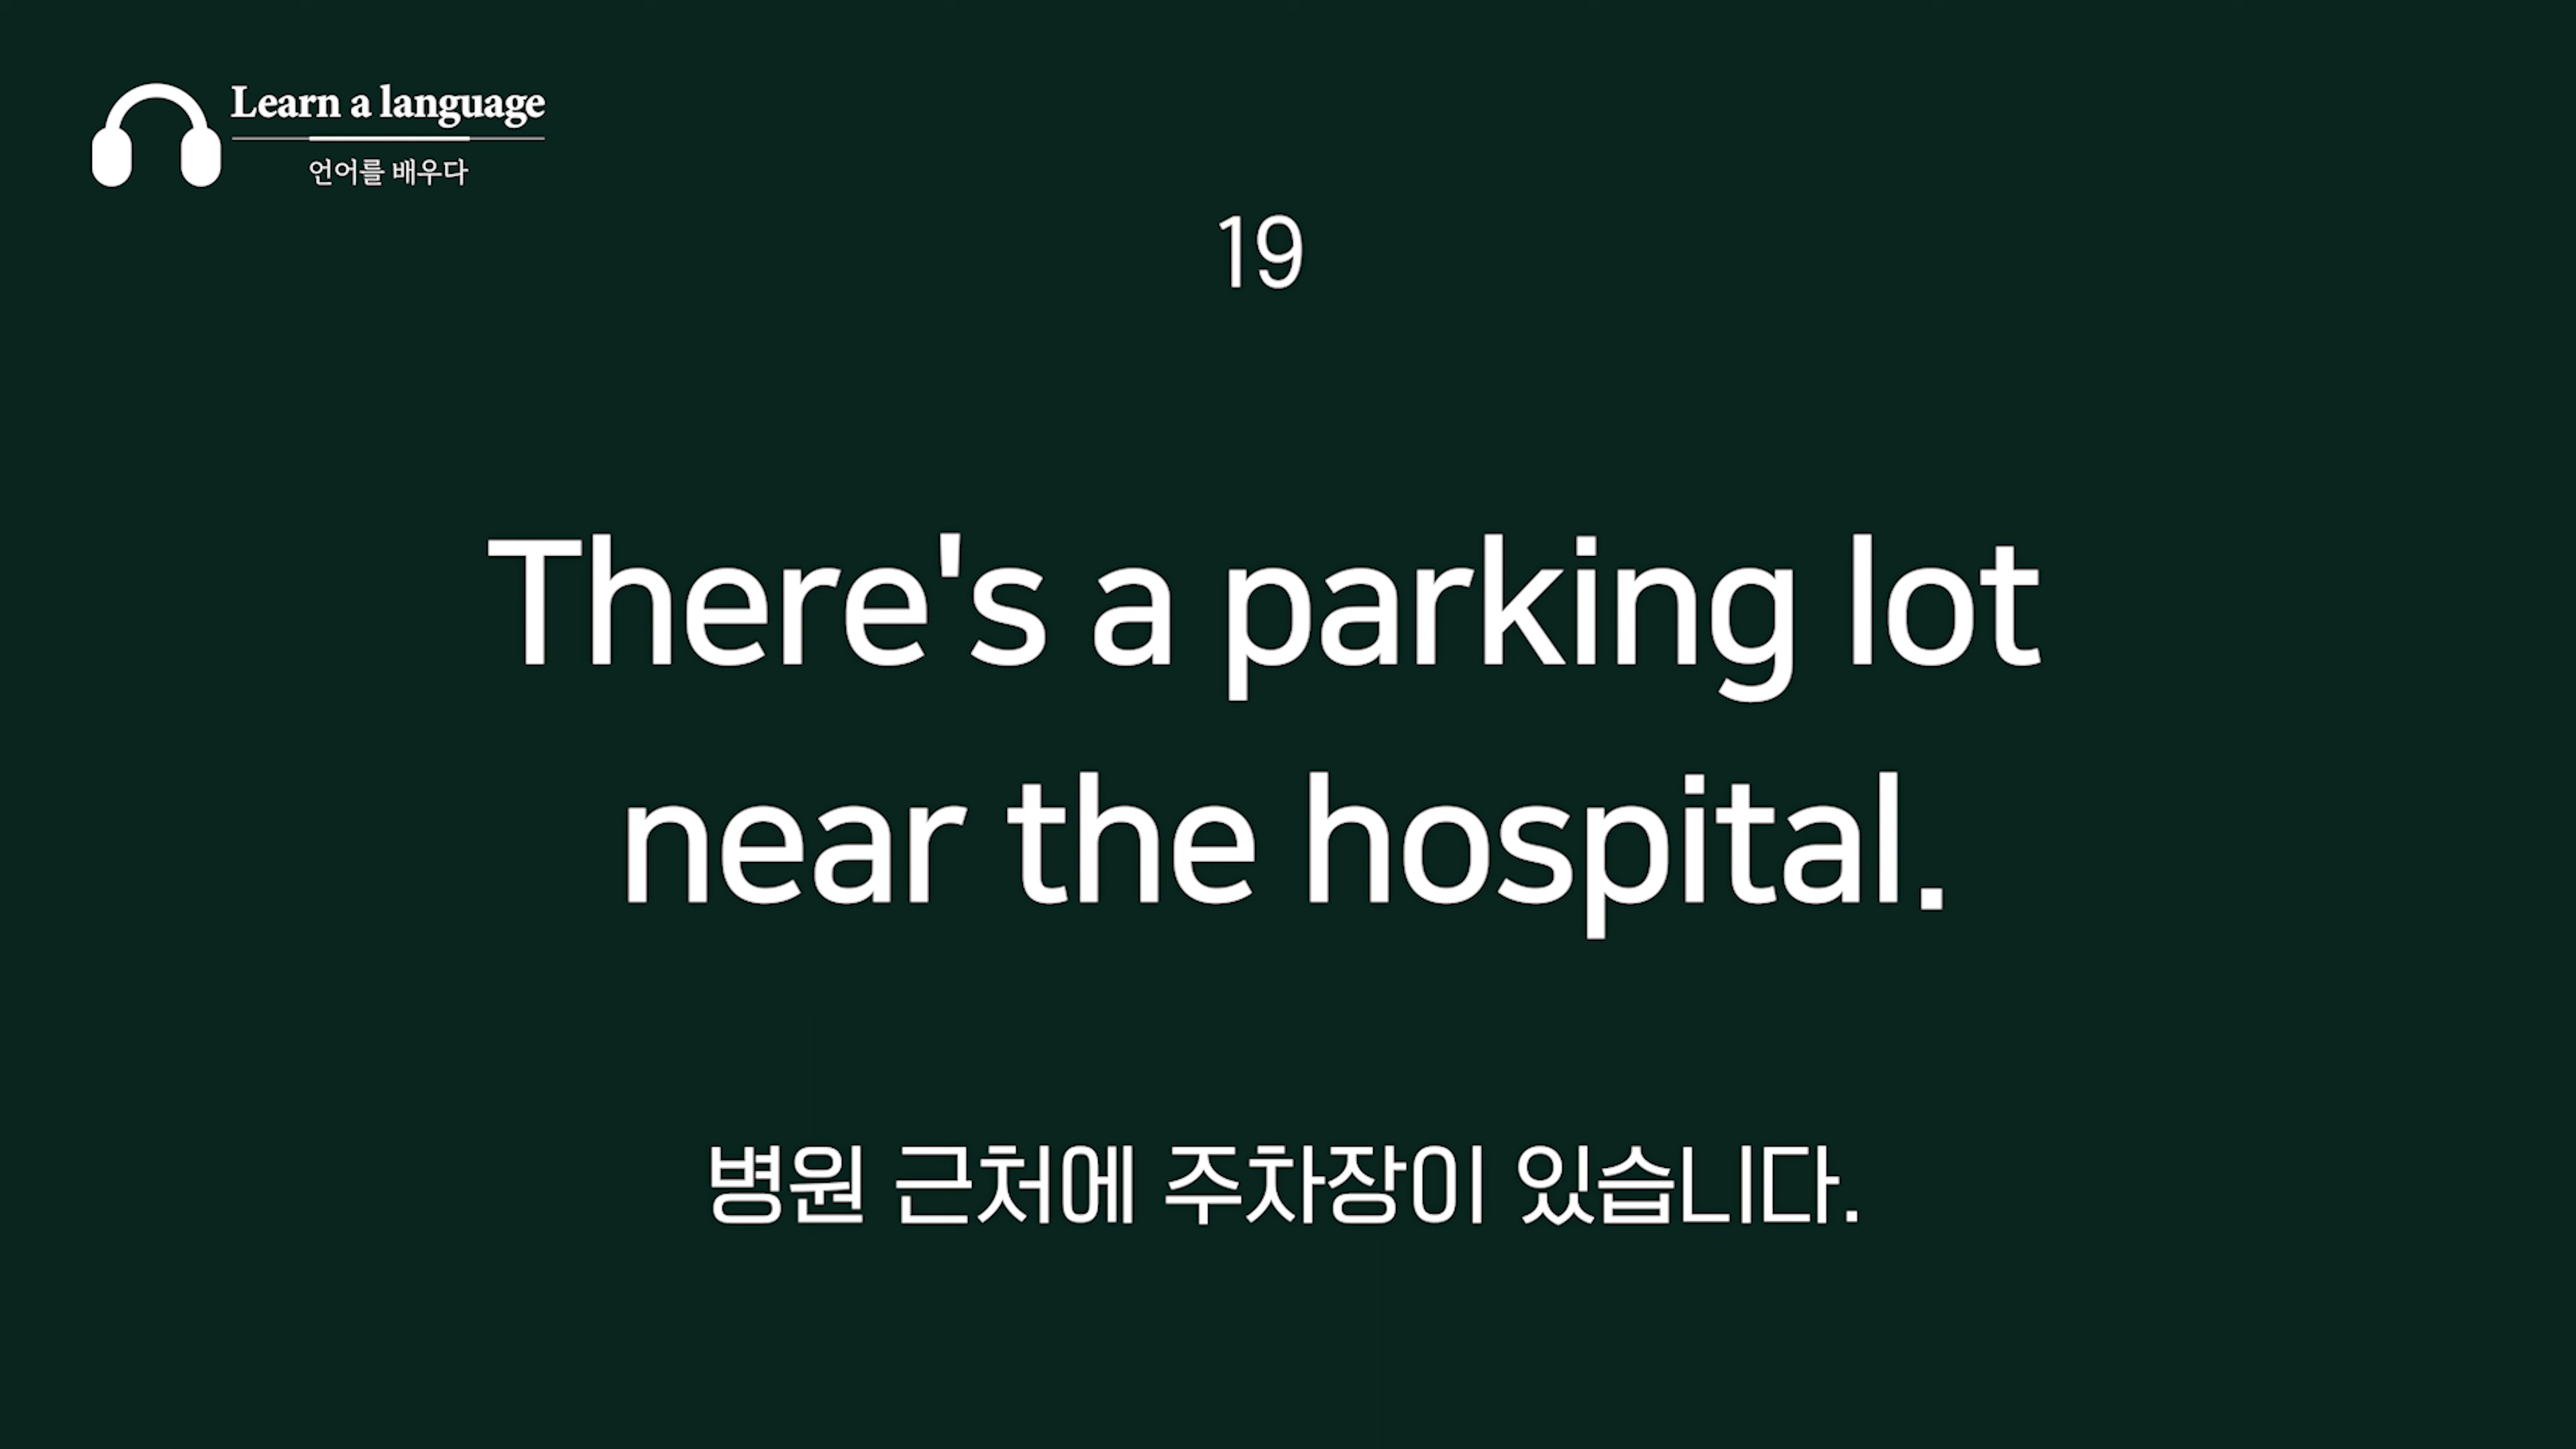 Learn a language
언어를 배우다
19
There's a parking lot
near the hospital.
병원 근처에 주차장이 있습니다.